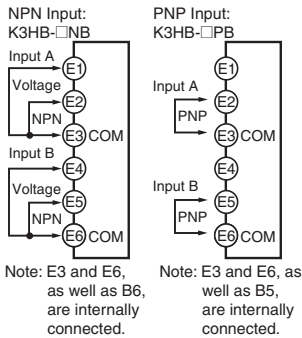 NPN Input:
K3HB-□NB
Input A
E1
Voltage
E2
NPN
E3 COM
Input B
E4
Voltage
E5
NPN
E6 COM
Note: E3 and E6,
as well as B6,
are internally
connected.
PNP Input:
K3HB-□PB
E1
Input A
E2
PNP
E3 COM
E4
Input B
E5
PNP
E6 COM
Note: E3 and E6, as
well as B5,
are internally
connected.